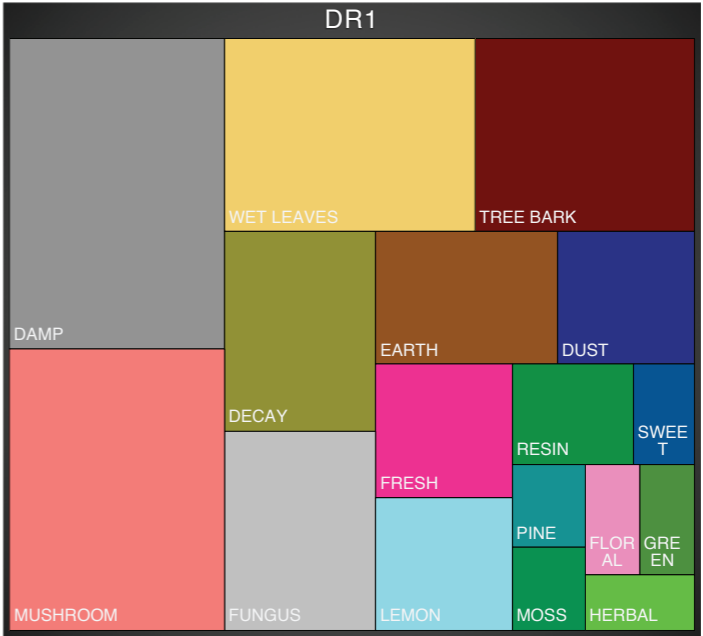 DR1
WET LEAVES
TREE BARK
DAMP
EARTH
DUST
DECAY
SWEE
T
RESIN
FRESH
PINE
FLOR
AL
GRE
EN
MUSHROOM
FUNGUS
LEMON
MOSS
HERBAL